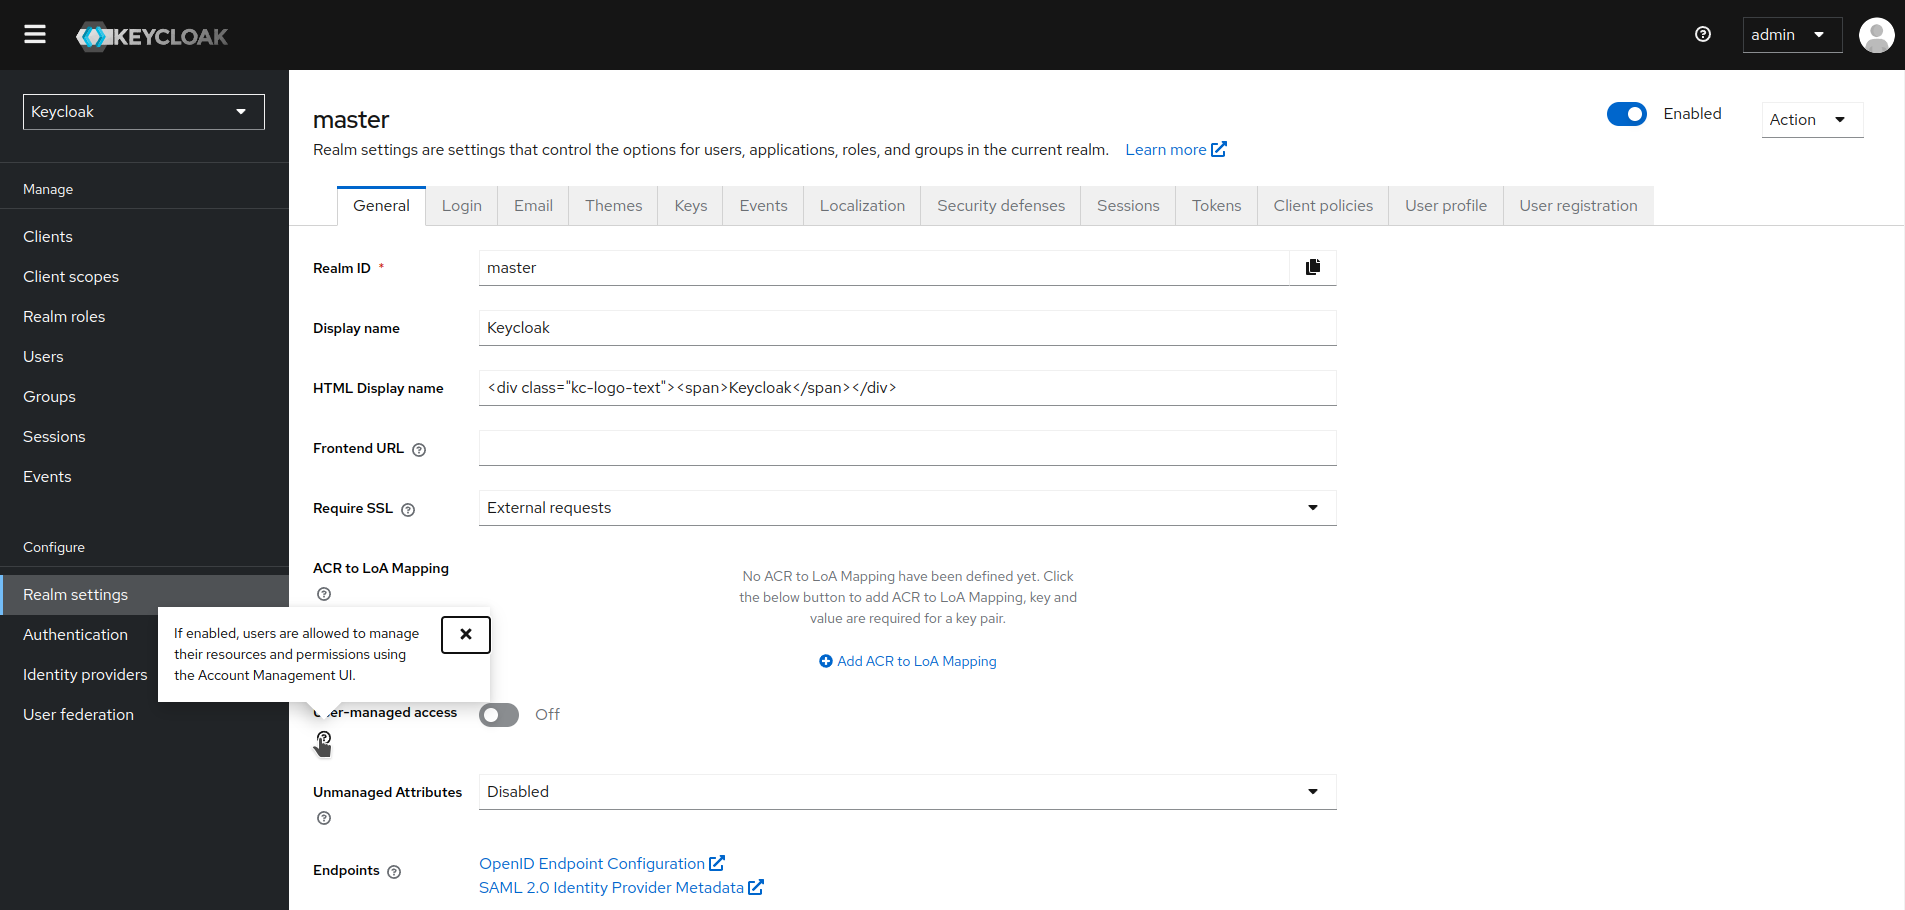 KEYCLOAK
admin
Keycloak
Manage
Clients
Client scopes
Realm roles
Users
Groups
Sessions
Events
Configure
Realm settings
Authentication
Identity providers
User federation
master
Enabled
Action
Realm settings are settings that control the options for users, applications, roles, and groups in the current realm. Learn more
General Login Email Themes Keys Events Localization Security defenses Sessions Tokens Client policies User profile User registration
Realm ID * master
Display name Keycloak
HTML Display name <div class="kc-logo-text"><span>Keycloak</span></div>
Frontend URL
Require SSL External requests
ACR to LoA Mapping
No ACR to LoA Mapping have been defined yet. Click
the below button to add ACR to LoA Mapping, key and
value are required for a key pair.
Add ACR to LoA Mapping
If enabled, users are allowed to manage
their resources and permissions using
the Account Management UI.
User-managed access Off
Unmanaged Attributes Disabled
Endpoints OpenID Endpoint Configuration
SAML 2.0 Identity Provider Metadata